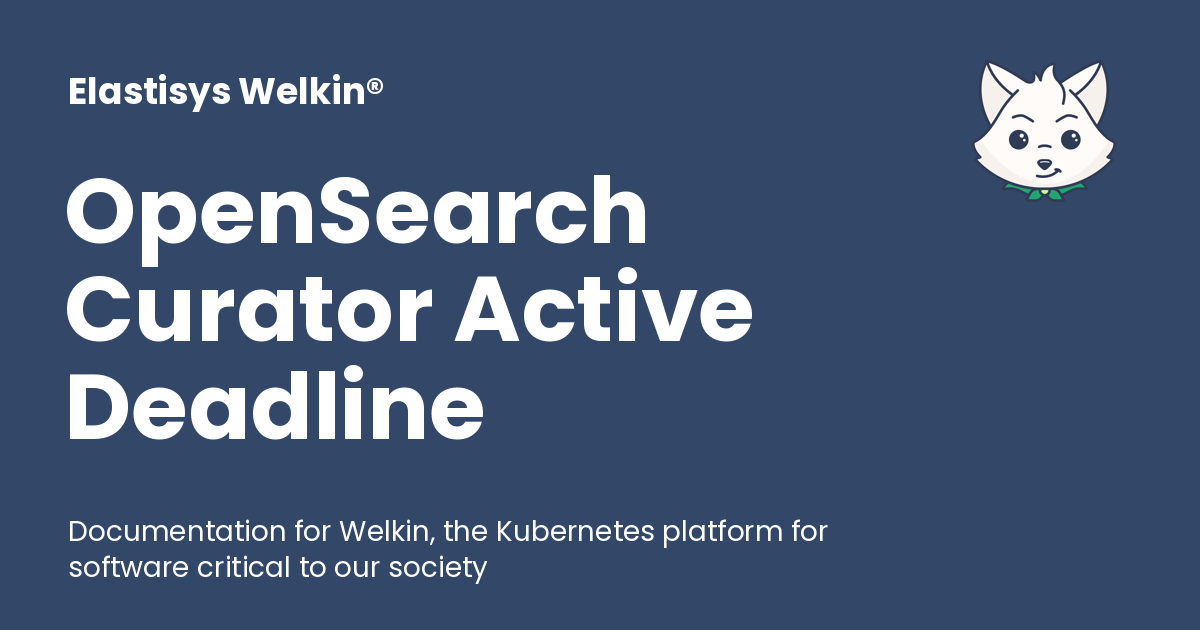 Elastisys Welkin®
OpenSearch
Curator Active
Deadline
Documentation for Welkin, the Kubernetes platform for
software critical to our society